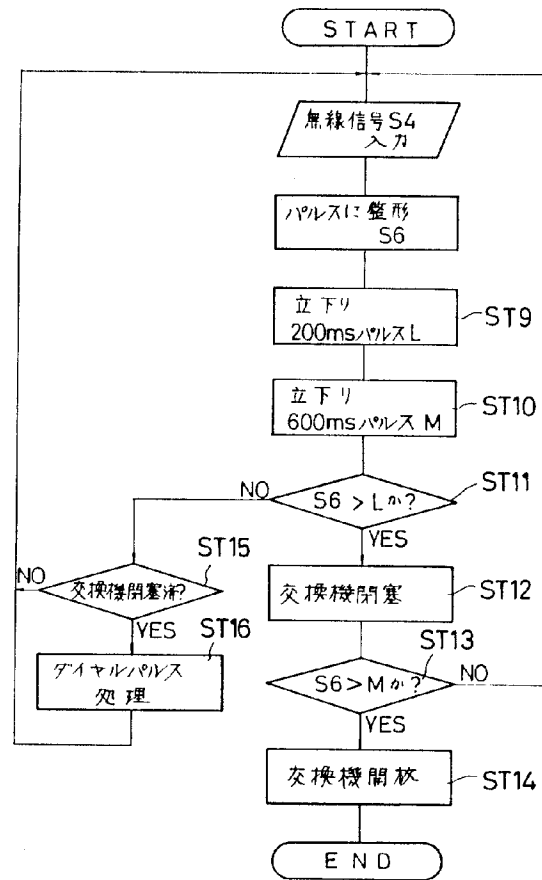 START
無線信号S4
入力
パルスに整形
S6
立下り
200msパルスL
ST9
立下り
600msパルスM
ST10
S6>Lか?
ST11
NO
YES
交換機閉塞済?
ST15
NO
YES
交換機閉塞
ST12
ダイヤルパルス
処理
ST16
S6>Mか?
ST13
NO
YES
交換機開放
ST14
END